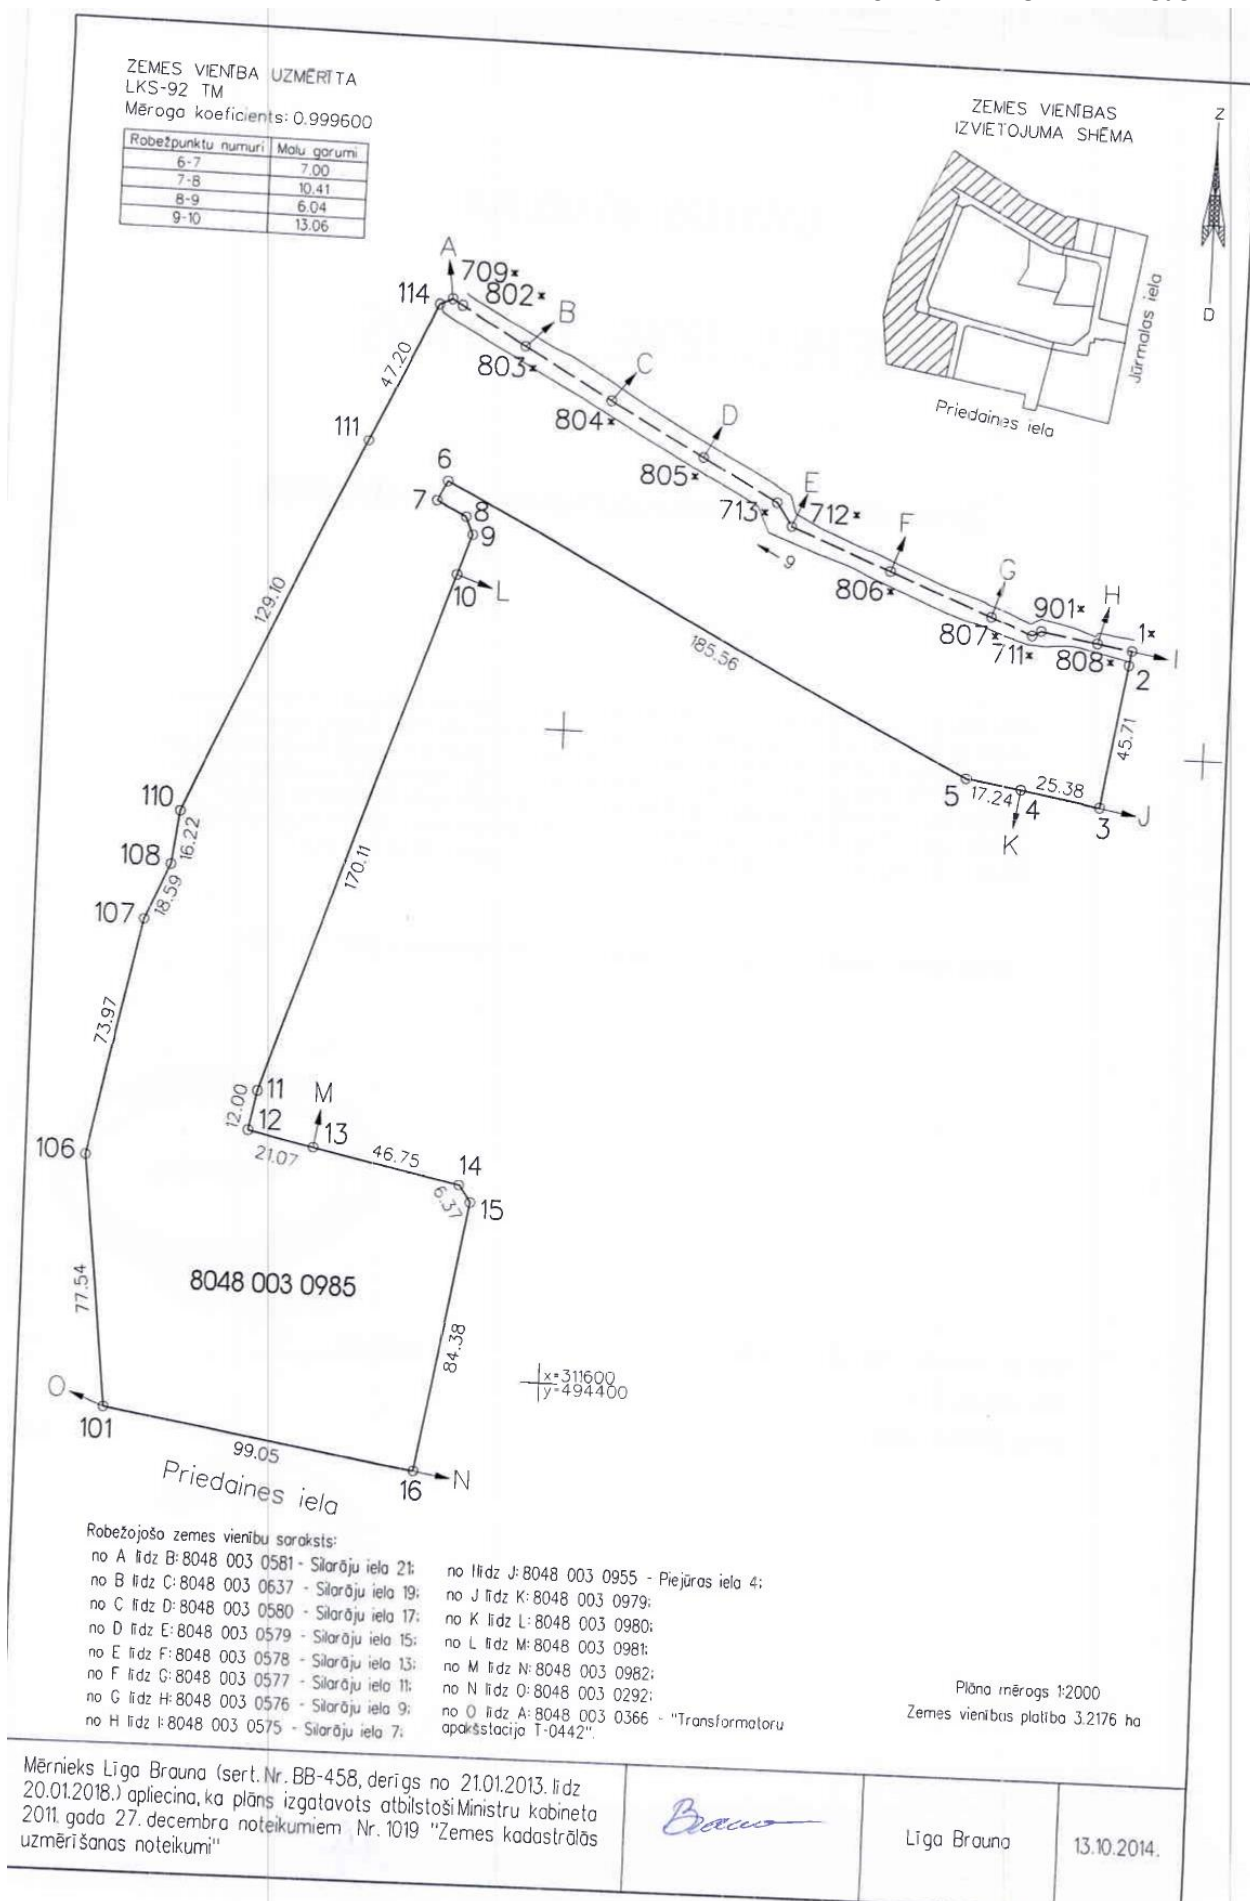 ZEMES VIENĪBA UZMĒRĪTA
LKS-92 TM
Mēroga koeficients: 0.999600
Robežpunktu numuri Malu garumi
6-7 7.00
7-8 10.41
8-9 6.04
9-10 13.06
ZEMES VIENĪBAS
IZVIETOJUMA SHĒMA
Z
D
Jūrmalas iela
Priedaines iela
A
709×
114
802×
B
803×
C
804×
D
805×
E
713×
712×
F
9
806×
G
901×
H
807×
711×
808×
1×
I
2
47.20
111
6
7
8
9
10
L
129.10
185.56
45.71
5
17.24
4
25.38
3
J
K
110
16.22
108
18.59
107
170.11
73.97
11
12.00
12
M
13
21.07
46.75
14
6.37
15
106
77.54
8048 003 0985
84.38
x=311600
y=494400
O
101
99.05
16
N
Priedaines iela
Robežojošo zemes vienību saraksts:
no A līdz B: 8048 003 0581 - Silarāju iela 21;
no B līdz C: 8048 003 0637 - Silarāju iela 19;
no C līdz D: 8048 003 0580 - Silarāju iela 17;
no D līdz E: 8048 003 0579 - Silarāju iela 15;
no E līdz F: 8048 003 0578 - Silarāju iela 13;
no F līdz G: 8048 003 0577 - Silarāju iela 11;
no G līdz H: 8048 003 0576 - Silarāju iela 9;
no H līdz I: 8048 003 0575 - Silarāju iela 7;
no I līdz J: 8048 003 0955 - Piejūras iela 4;
no J līdz K: 8048 003 0979;
no K līdz L: 8048 003 0980;
no L līdz M: 8048 003 0981;
no M līdz N: 8048 003 0982;
no N līdz O: 8048 003 0292;
no O līdz A: 8048 003 0366 - "Transformatoru
apakšstacija T-0442".
Plāna mērogs 1:2000
Zemes vienības platība 3.2176 ha
Mērnieks Līga Brauna (sert. Nr. BB-458, derīgs no 21.01.2013. līdz
20.01.2018.) apliecina, ka plāns izgatavots atbilstoši Ministru kabineta
2011. gada 27. decembra noteikumiem Nr. 1019 "Zemes kadastrālās
uzmērīšanas noteikumi"
Līga Brauna
13.10.2014.